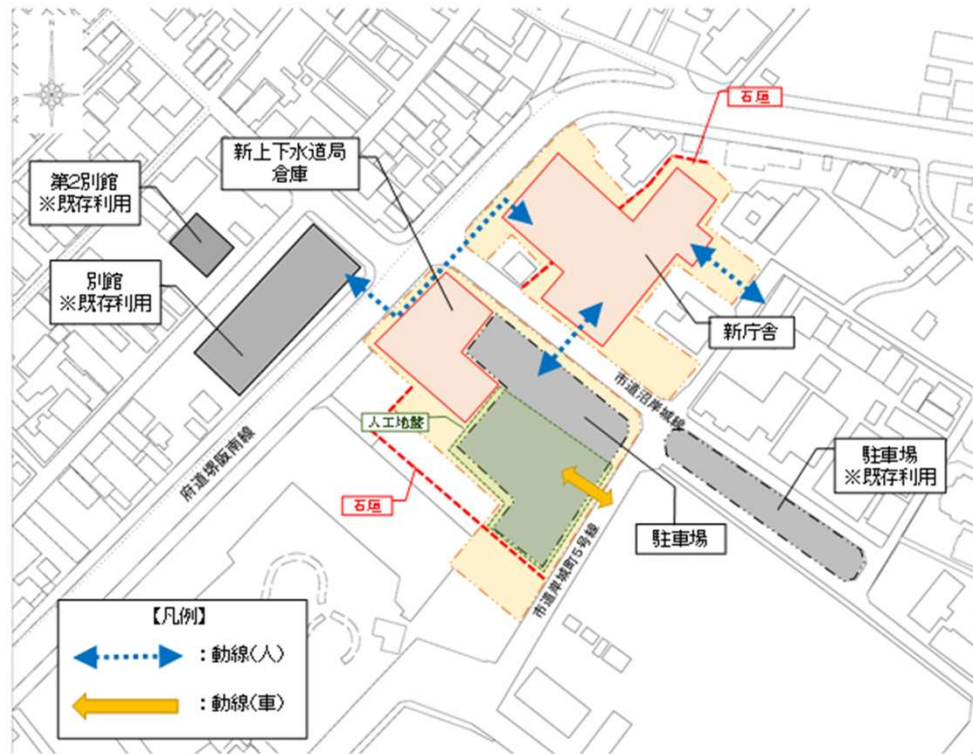 石垣
新上下水道局
倉庫
第2別館
※既存利用
別館
※既存利用
新庁舎
市道沼岸城線
人工地盤
府道堺阪南線
石垣
駐車場
※既存利用
駐車場
市道岸城町5号線
【凡例】
：動線(人)
：動線(車)